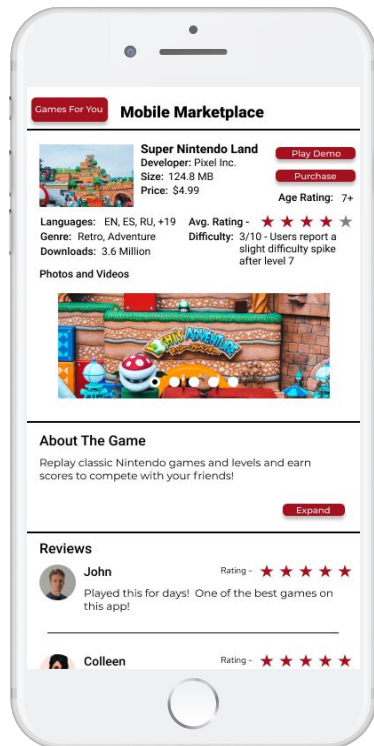 Games For You
Mobile Marketplace
Super Nintendo Land
Developer: Pixel Inc.
Size: 124.8 MB
Price: $4.99
Play Demo
Purchase
Age Rating: 7+
Languages: EN, ES, RU, +19
Genre: Retro, Adventure
Downloads: 3.6 Million
Avg. Rating -
Difficulty: 3/10 - Users report a
slight difficulty spike
after level 7
Photos and Videos
YOSHI'S ADVENTURE
About The Game
Replay classic Nintendo games and levels and earn
scores to compete with your friends!
Expand
Reviews
John
Rating -
Played this for days! One of the best games on
this app!
Colleen
Rating -